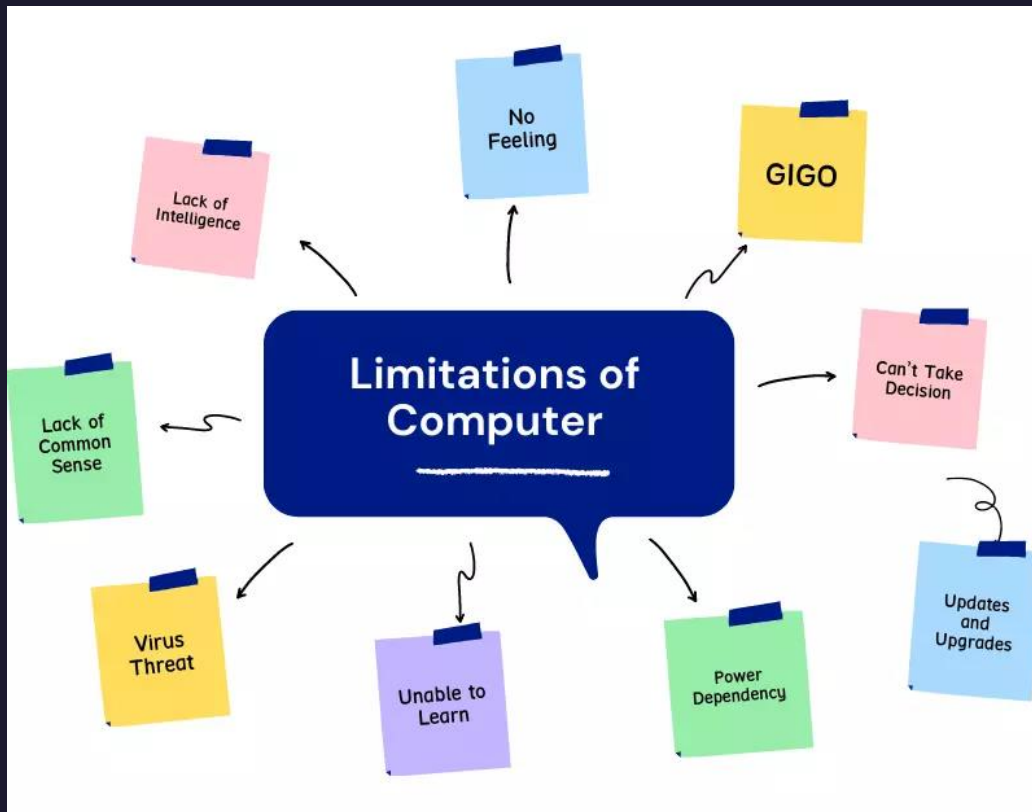 Limitations of
Computer
No
Feeling
GIGO
Can't Take
Decision
Updates
and
Upgrades
Power
Dependency
Unable to
Learn
Virus
Threat
Lack of
Common
Sense
Lack of
Intelligence